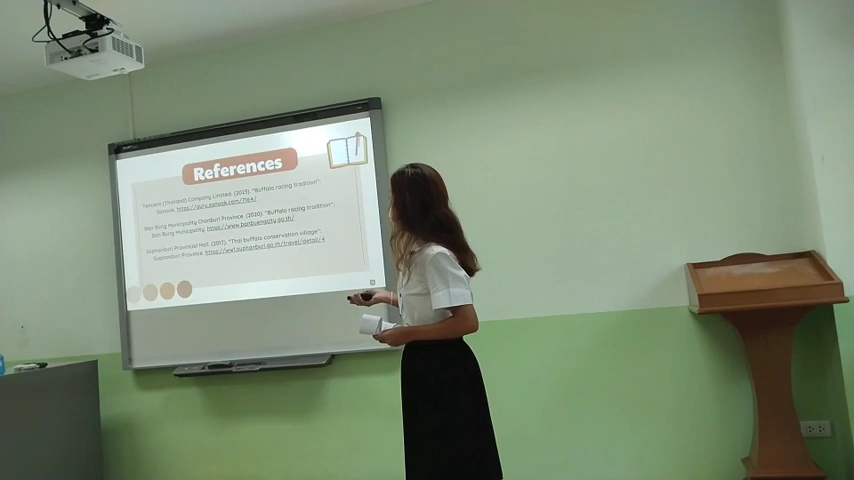 References
Tencent (Thailand) Company Limited. (2023). "Buffalo racing tradition":
Sanook. https://guru.sanook.com/7164/
Ban Bung Municipality Chonburi Province. (2020). "Buffalo racing tradition":
Ban Bung Municipality. https://www.banbuengcity.go.th/
Suphanburi Provincial Hall. (2017). "Thai buffalo conservation village":
Suphanburi Province. https://ww1.suphanburi.go.th/travel/detail/4